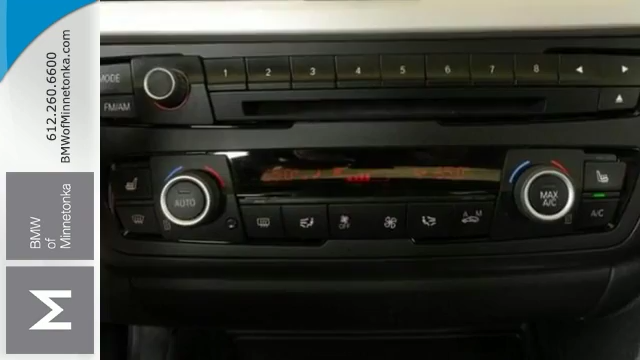 612.260.6600
BMWofMinnetonka.com
BMW
of
Minnetonka
M
MODE
FM/AM
1 2 3 4 5 6 7 8
AUTO
OFF
A M
MAX
A/C
A/C